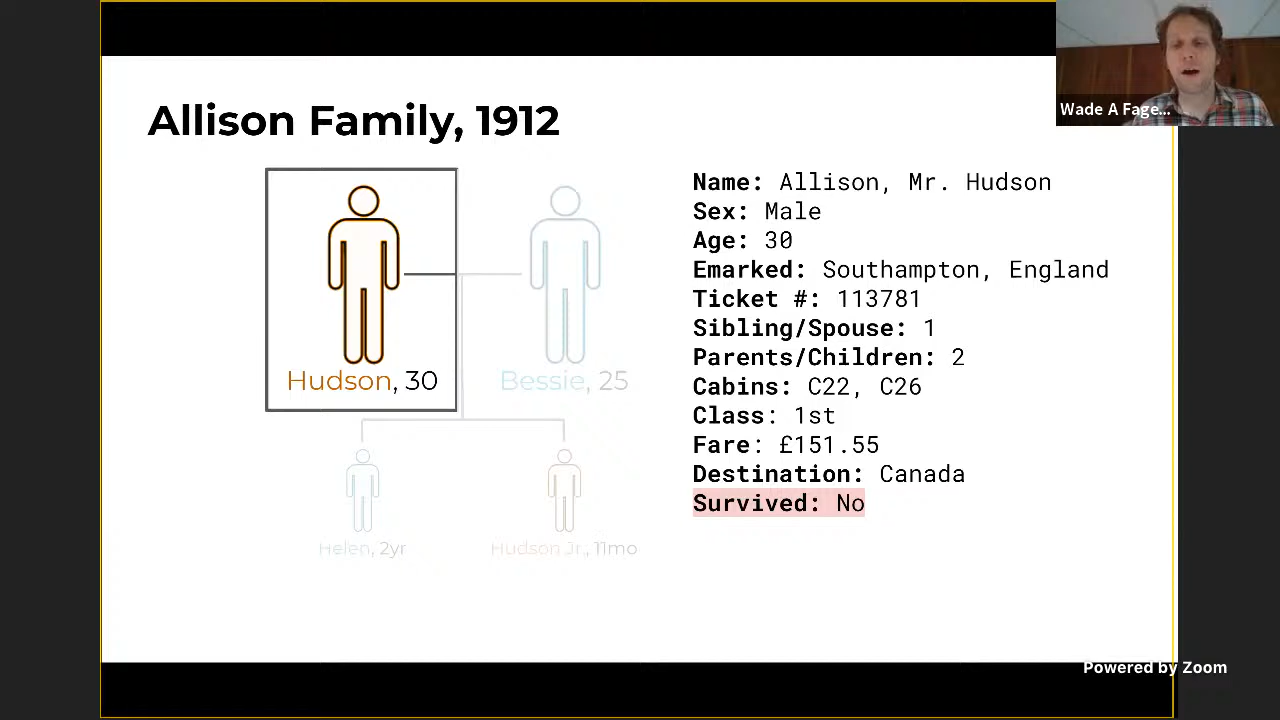 Allison Family, 1912
Wade A Fage...
Hudson, 30
Bessie, 25
Helen, 2yr
Hudson Jr., 11mo
Name: Allison, Mr. Hudson
Sex: Male
Age: 30
Emarked: Southampton, England
Ticket #: 113781
Sibling/Spouse: 1
Parents/Children: 2
Cabins: C22, C26
Class: 1st
Fare: £151.55
Destination: Canada
Survived: No
Powered by Zoom